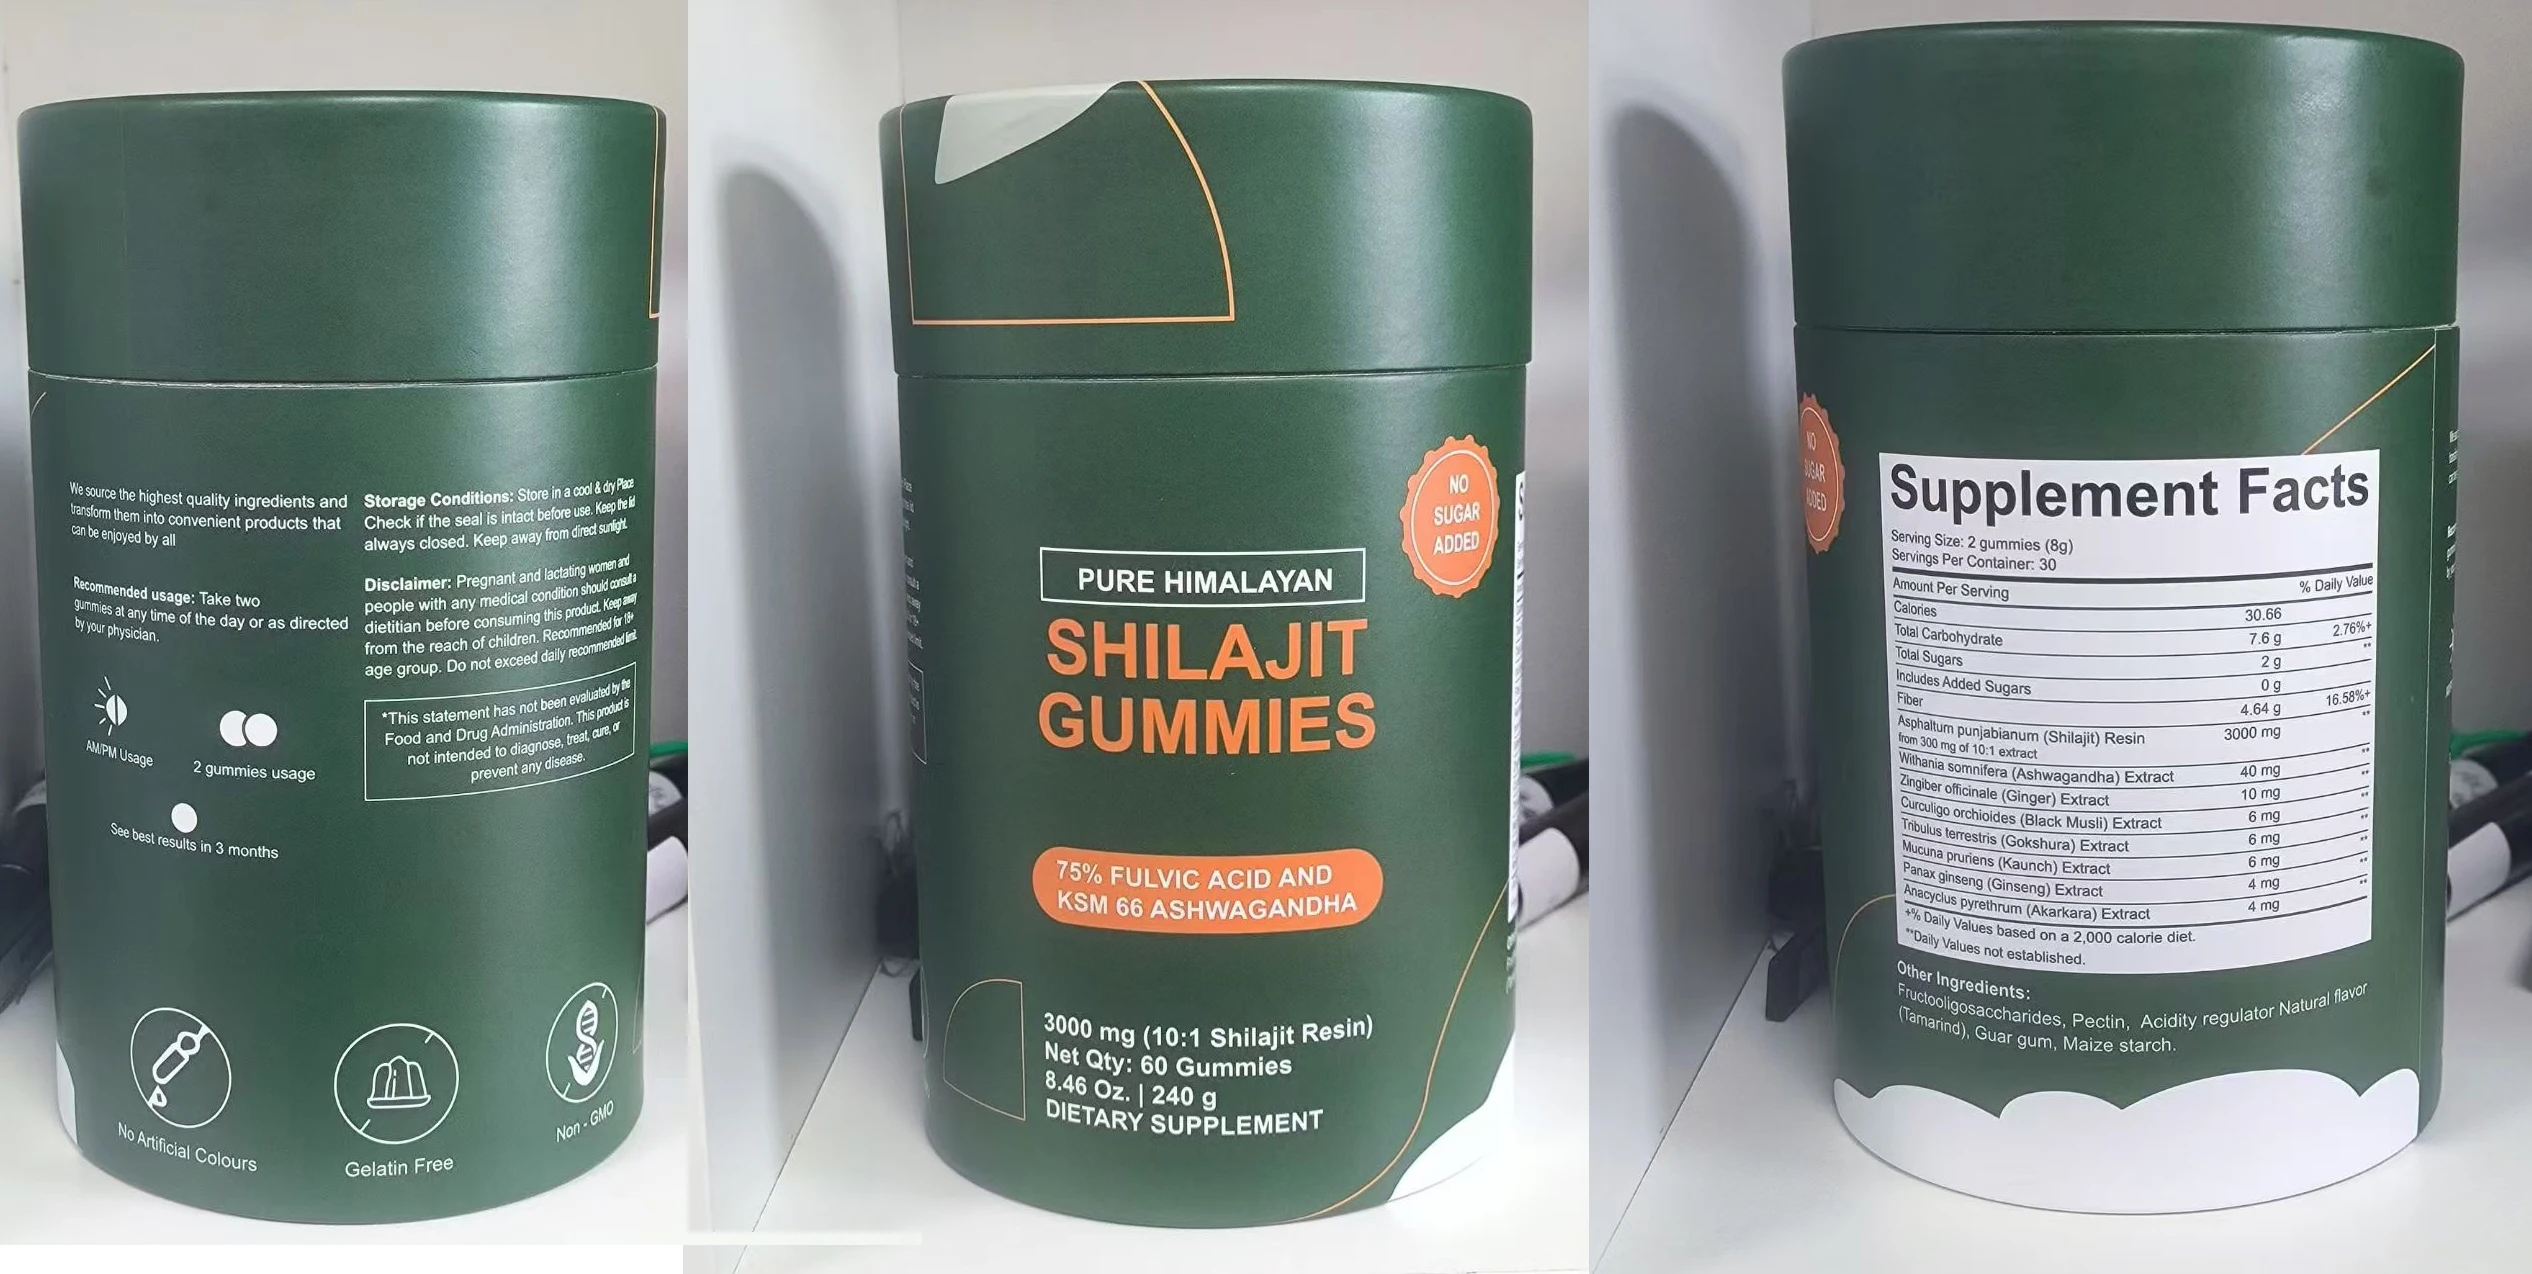 We source the highest quality ingredients and
transform them into convenient products that
can be enjoyed by all
Recommended usage: Take two
gummies at any time of the day or as directed
by your physician.
AM/PM Usage
2 gummies usage
See best results in 3 months
Storage Conditions: Store in a cool & dry Place
Check if the seal is intact before use. Keep the lid
always closed. Keep away from direct sunlight.
Disclaimer: Pregnant and lactating women and
people with any medical condition should consult a
dietitian before consuming this product. Keep away
from the reach of children. Recommended for 18+
age group. Do not exceed daily recommended limit.
*This statement has not been evaluated by the
Food and Drug Administration. This product is
not intended to diagnose, treat, cure, or
prevent any disease.
No Artificial Colours
Gelatin Free
Non - GMO
NO
SUGAR
ADDED
PURE HIMALAYAN
SHILAJIT
GUMMIES
75% FULVIC ACID AND
KSM 66 ASHWAGANDHA
3000 mg (10:1 Shilajit Resin)
Net Qty: 60 Gummies
8.46 Oz. | 240 g
DIETARY SUPPLEMENT
NO
SUGAR
ADDED
Supplement Facts
Serving Size: 2 gummies (8g)
Servings Per Container: 30
Amount Per Serving % Daily Value
Calories 30.66
Total Carbohydrate 7.6 g 2.76%+
Total Sugars 2 g **
Includes Added Sugars 0 g
Fiber 4.64 g 16.58%+
Asphaltum punjabianum (Shilajit) Resin 3000 mg **
from 300 mg of 10:1 extract
Withania somnifera (Ashwagandha) Extract 40 mg **
Zingiber officinale (Ginger) Extract 10 mg **
Curculigo orchioides (Black Musli) Extract 6 mg **
Tribulus terrestris (Gokshura) Extract 6 mg **
Mucuna pruriens (Kaunch) Extract 6 mg **
Panax ginseng (Ginseng) Extract 4 mg **
Anacyclus pyrethrum (Akarkara) Extract 4 mg **
+% Daily Values based on a 2,000 calorie diet.
**Daily Values not established.
Other Ingredients:
Fructooligosaccharides, Pectin, Acidity regulator Natural flavor
(Tamarind), Guar gum, Maize starch.